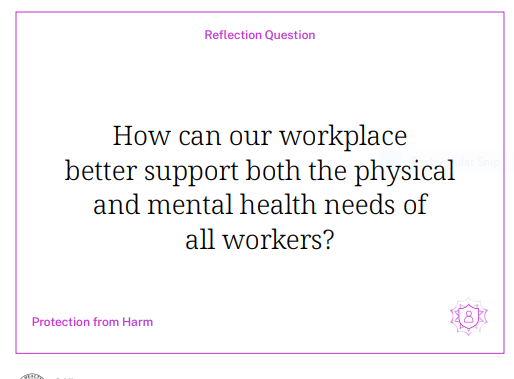 Reflection Question
How can our workplace
better support both the physical
and mental health needs of
all workers?
Protection from Harm